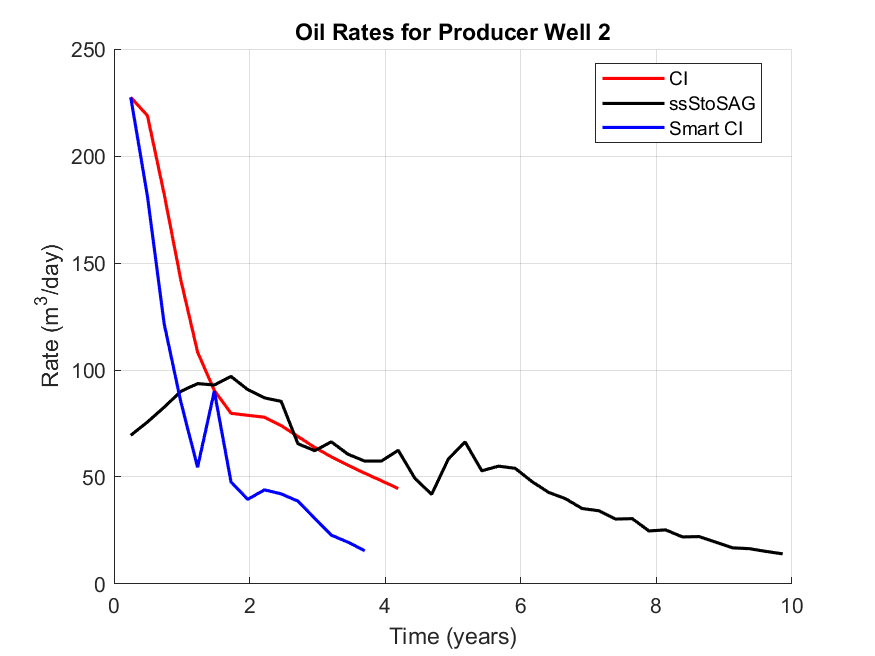 Oil Rates for Producer Well 2
250
200
150
100
50
0
Rate (m³/day)
CI
ssStoSAG
Smart CI
0 2 4 6 8 10
Time (years)